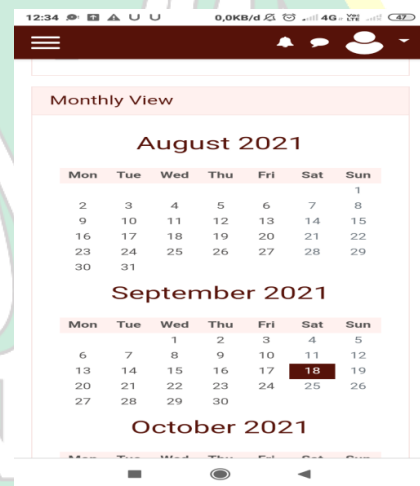 12:34 0,0KB/d 4G+ 47
Monthly View
August 2021
Mon Tue Wed Thu Fri Sat Sun
1
2 3 4 5 6 7 8
9 10 11 12 13 14 15
16 17 18 19 20 21 22
23 24 25 26 27 28 29
30 31
September 2021
Mon Tue Wed Thu Fri Sat Sun
1 2 3 4 5
6 7 8 9 10 11 12
13 14 15 16 17 18 19
20 21 22 23 24 25 26
27 28 29 30
October 2021